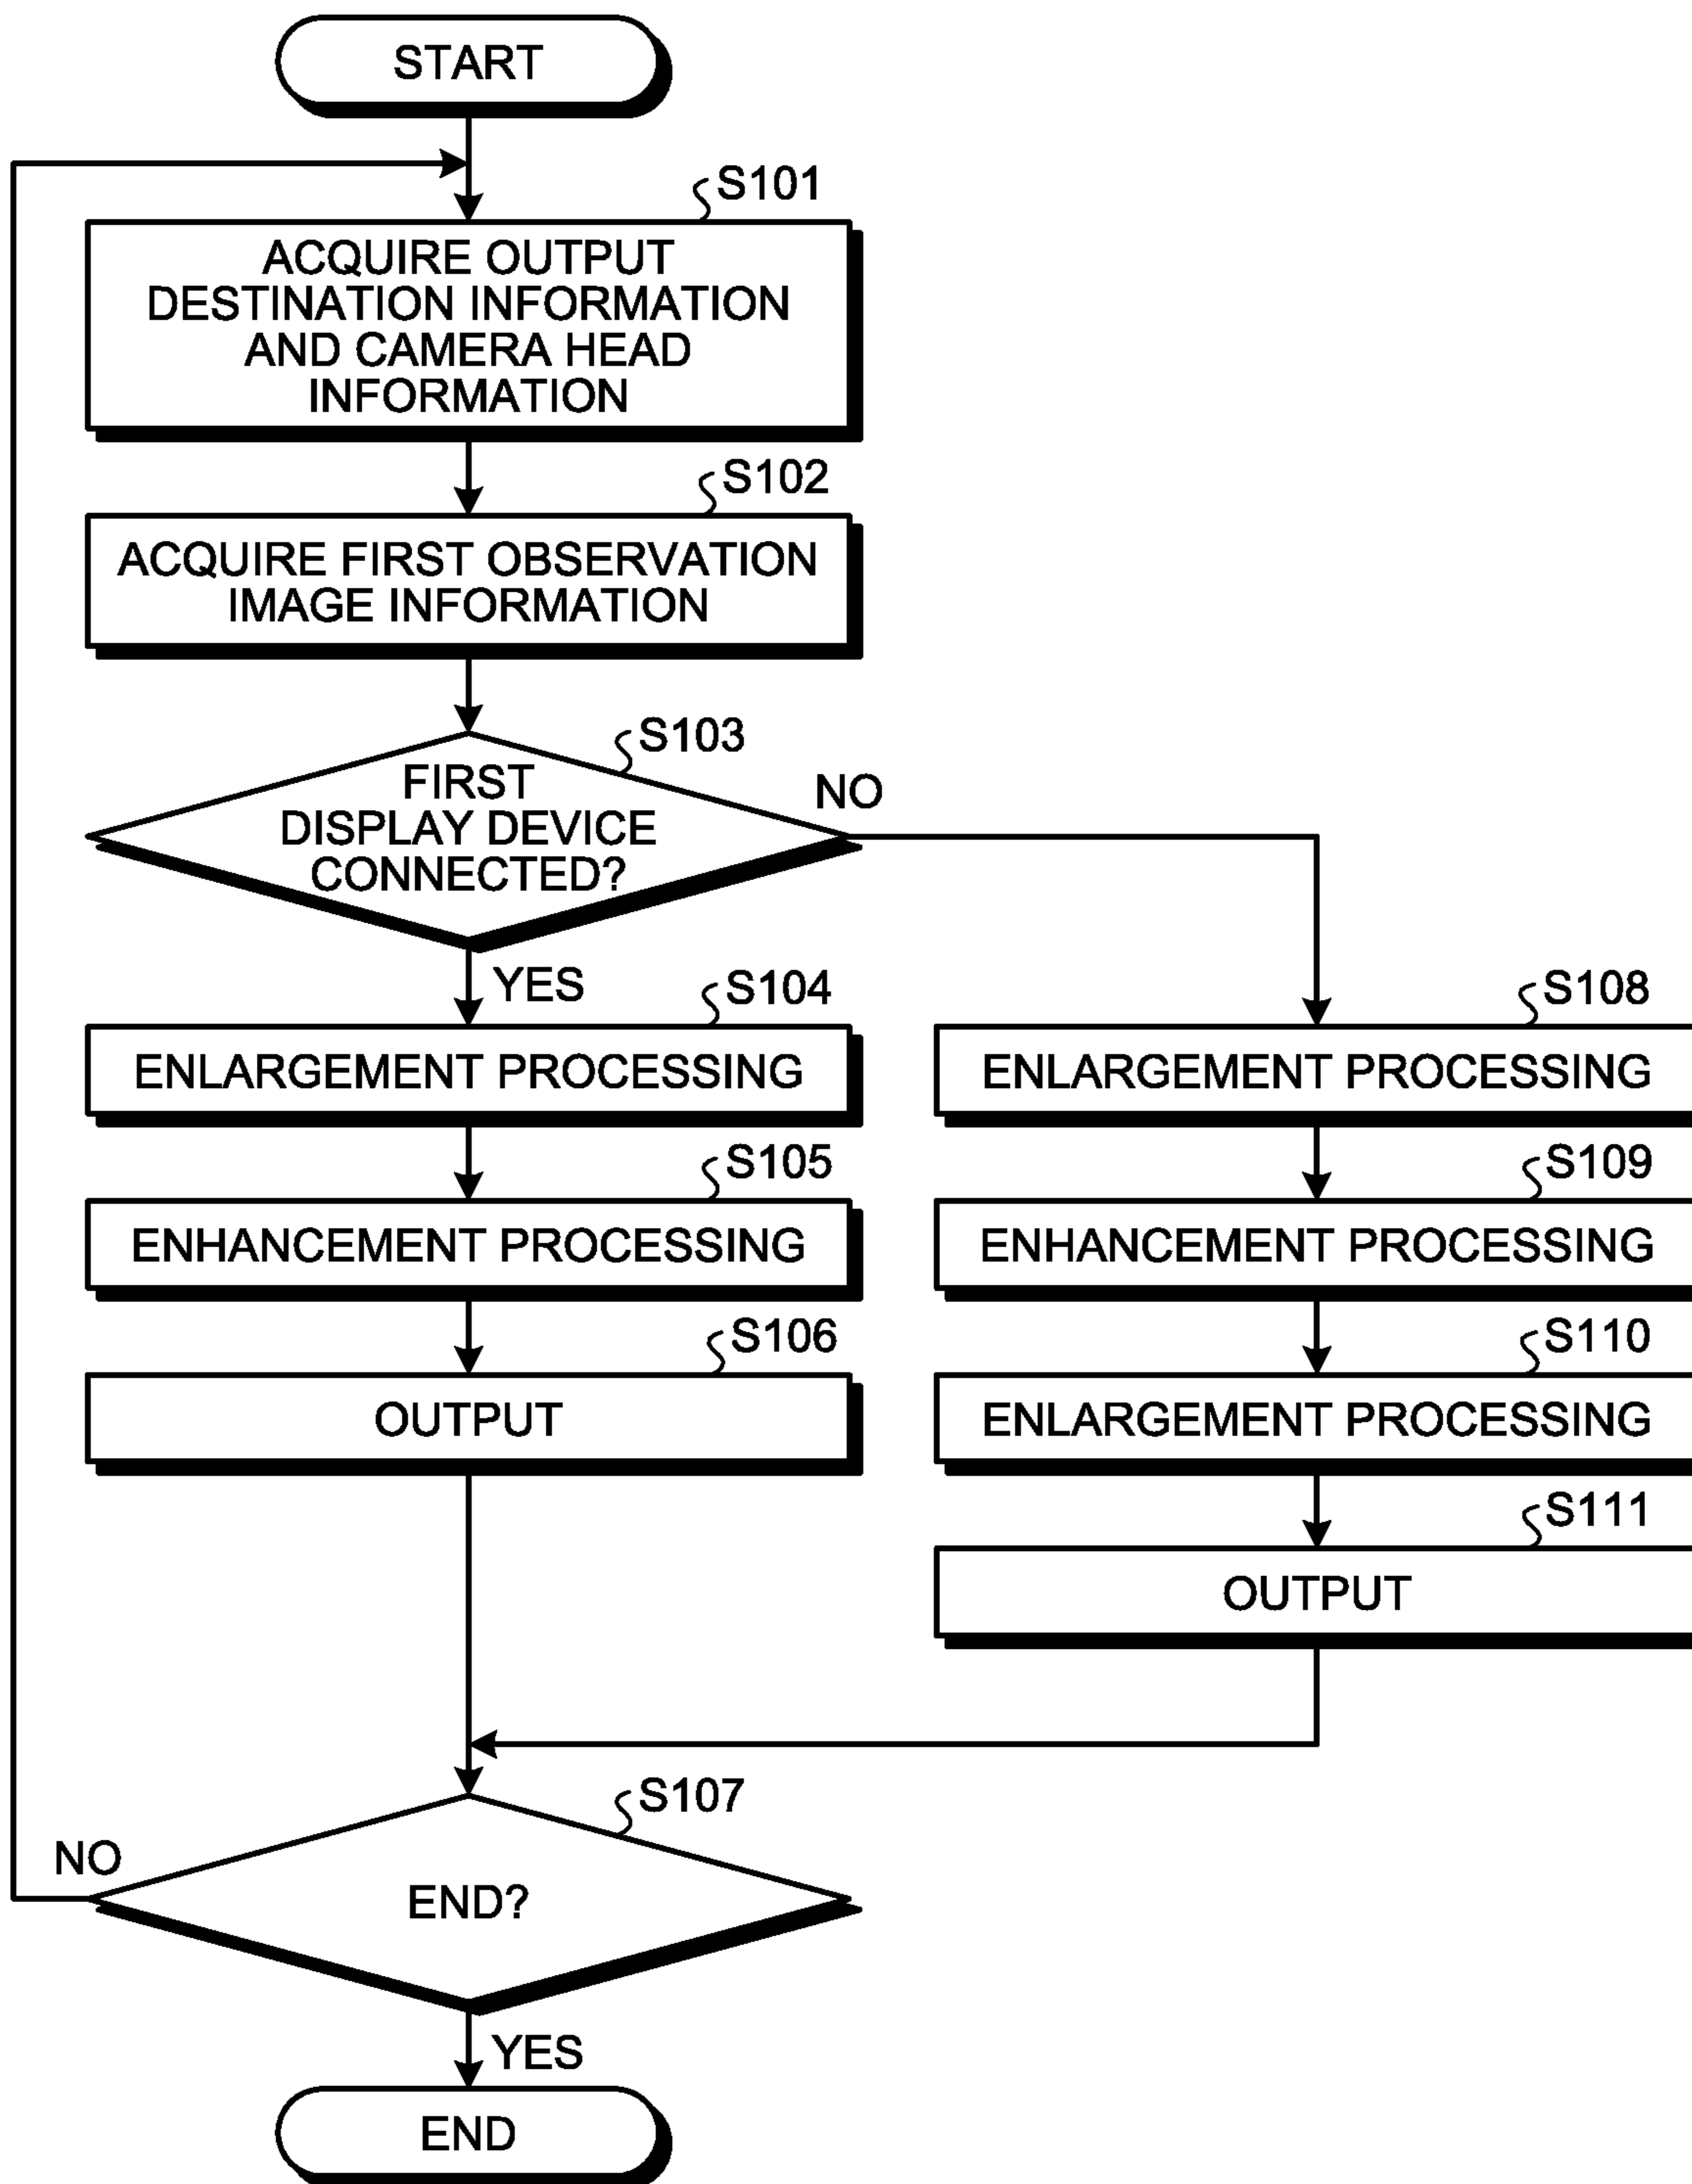 START
S101
ACQUIRE OUTPUT
DESTINATION INFORMATION
AND CAMERA HEAD
INFORMATION
S102
ACQUIRE FIRST OBSERVATION
IMAGE INFORMATION
S103
FIRST
DISPLAY DEVICE
CONNECTED?
NO
YES
S104
ENLARGEMENT PROCESSING
S105
ENHANCEMENT PROCESSING
S106
OUTPUT
S108
ENLARGEMENT PROCESSING
S109
ENHANCEMENT PROCESSING
S110
ENLARGEMENT PROCESSING
S111
OUTPUT
S107
NO
END?
YES
END